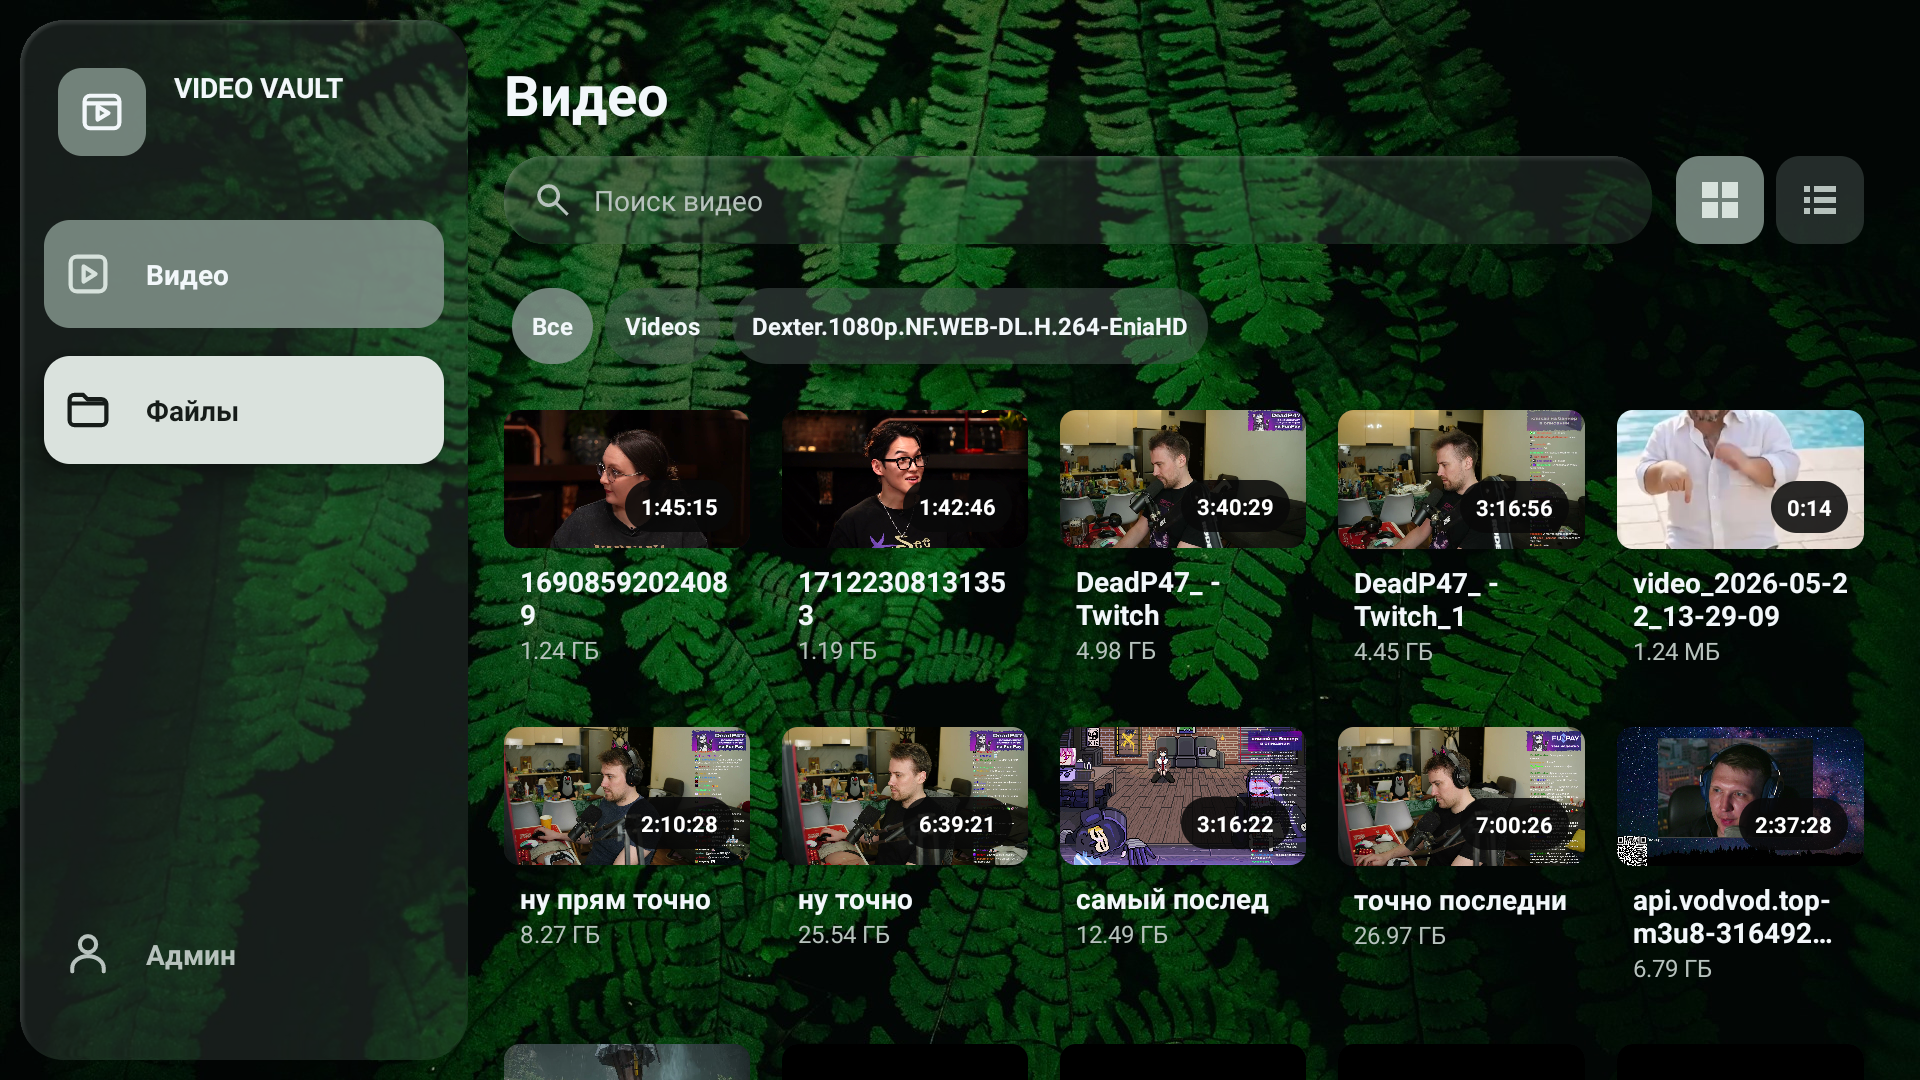 VIDEO VAULT
Видео
Файлы
Админ
Видео
Поиск видео
Все
Videos
Dexter.1080p.NF.WEB-DL.H.264-EniaHD
1:45:15
1:42:46
3:40:29
3:16:56
0:14
1690859202408
9
1.24 ГБ
1712230813135
3
1.19 ГБ
DeadP47_ -
Twitch
4.98 ГБ
DeadP47_ -
Twitch_1
4.45 ГБ
video_2026-05-2
2_13-29-09
1.24 МБ
2:10:28
6:39:21
3:16:22
7:00:26
2:37:28
ну прям точно
8.27 ГБ
ну точно
25.54 ГБ
самый послед
12.49 ГБ
точно последни
26.97 ГБ
api.vodvod.top-
m3u8-316492...
6.79 ГБ